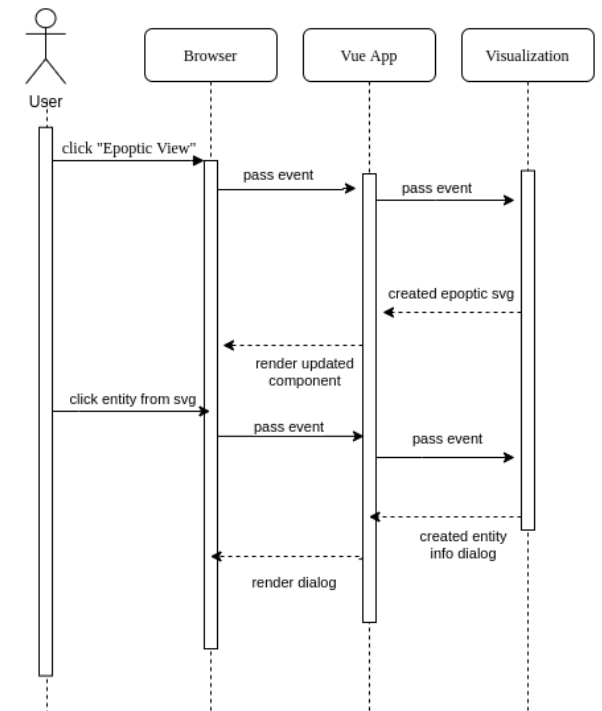 Browser
Vue App
Visualization
User
click "Epoptic View"
pass event
pass event
created epoptic svg
render updated
component
click entity from svg
pass event
pass event
created entity
info dialog
render dialog